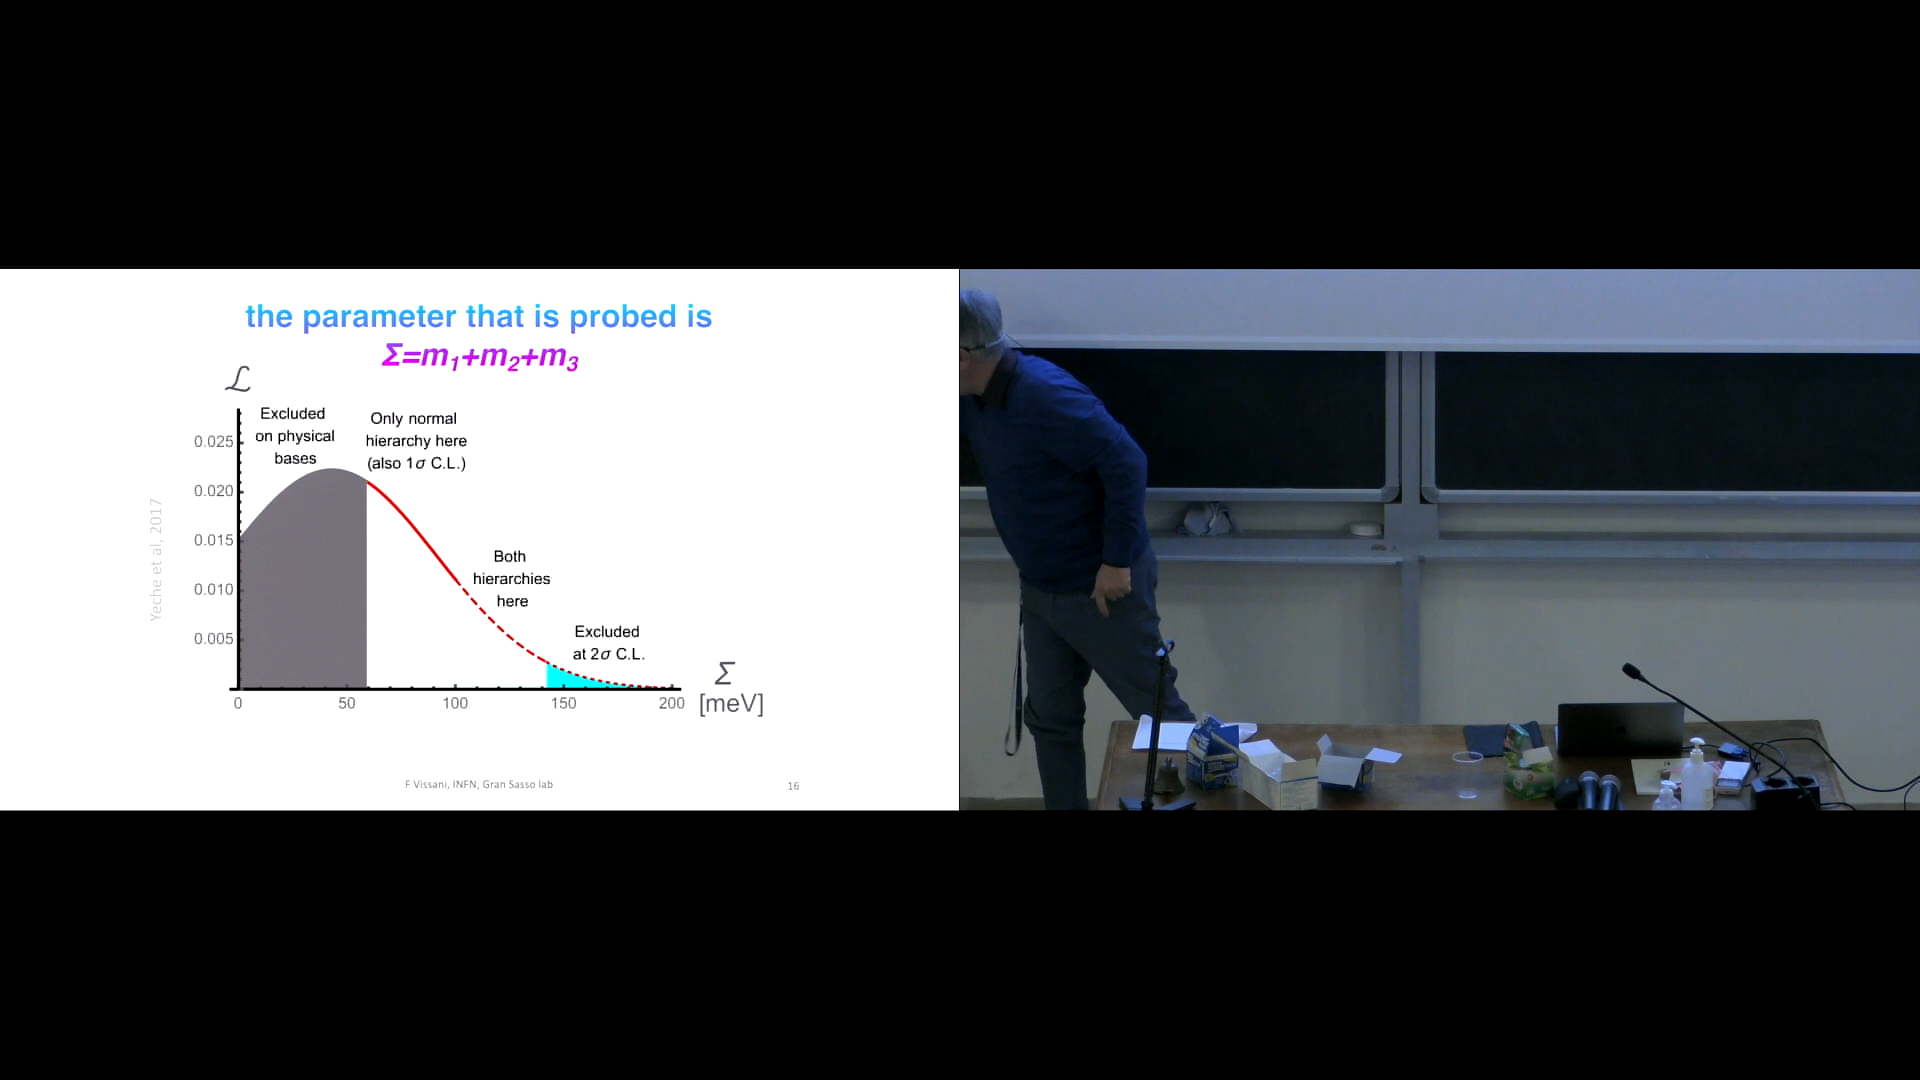 the parameter that is probed is
Σ=m₁+m₂+m₃
ℒ
Excluded
on physical
bases
Only normal
hierarchy here
(also 1σ C.L.)
Both
hierarchies
here
Excluded
at 2σ C.L.
0.025
0.020
0.015
0.010
0.005
0
50
100
150
200
Σ
[meV]
Yeche et al, 2017
F Vissani, INFN, Gran Sasso lab
16